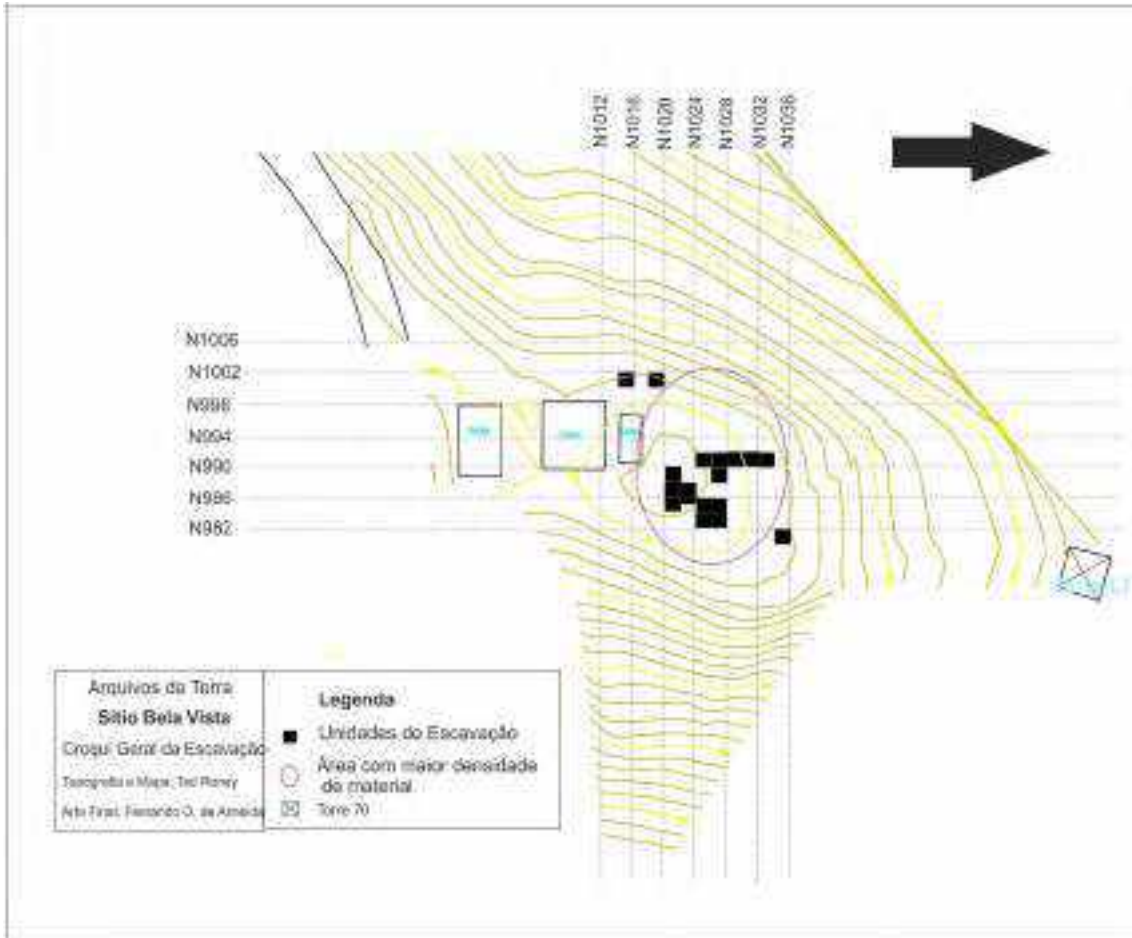 N1012
N1016
N1020
N1024
N1028
N1032
N1036
N1006
N1002
N998
N994
N990
N986
N982
Arquivos da Terra
Sítio Bela Vista
Croqui Geral da Escavação
Topografia e Mapa:
Arte Final: Fernando O. de Almeida
Legenda
Unidades de Escavação
Área com maior densidade
de material
Torre 70